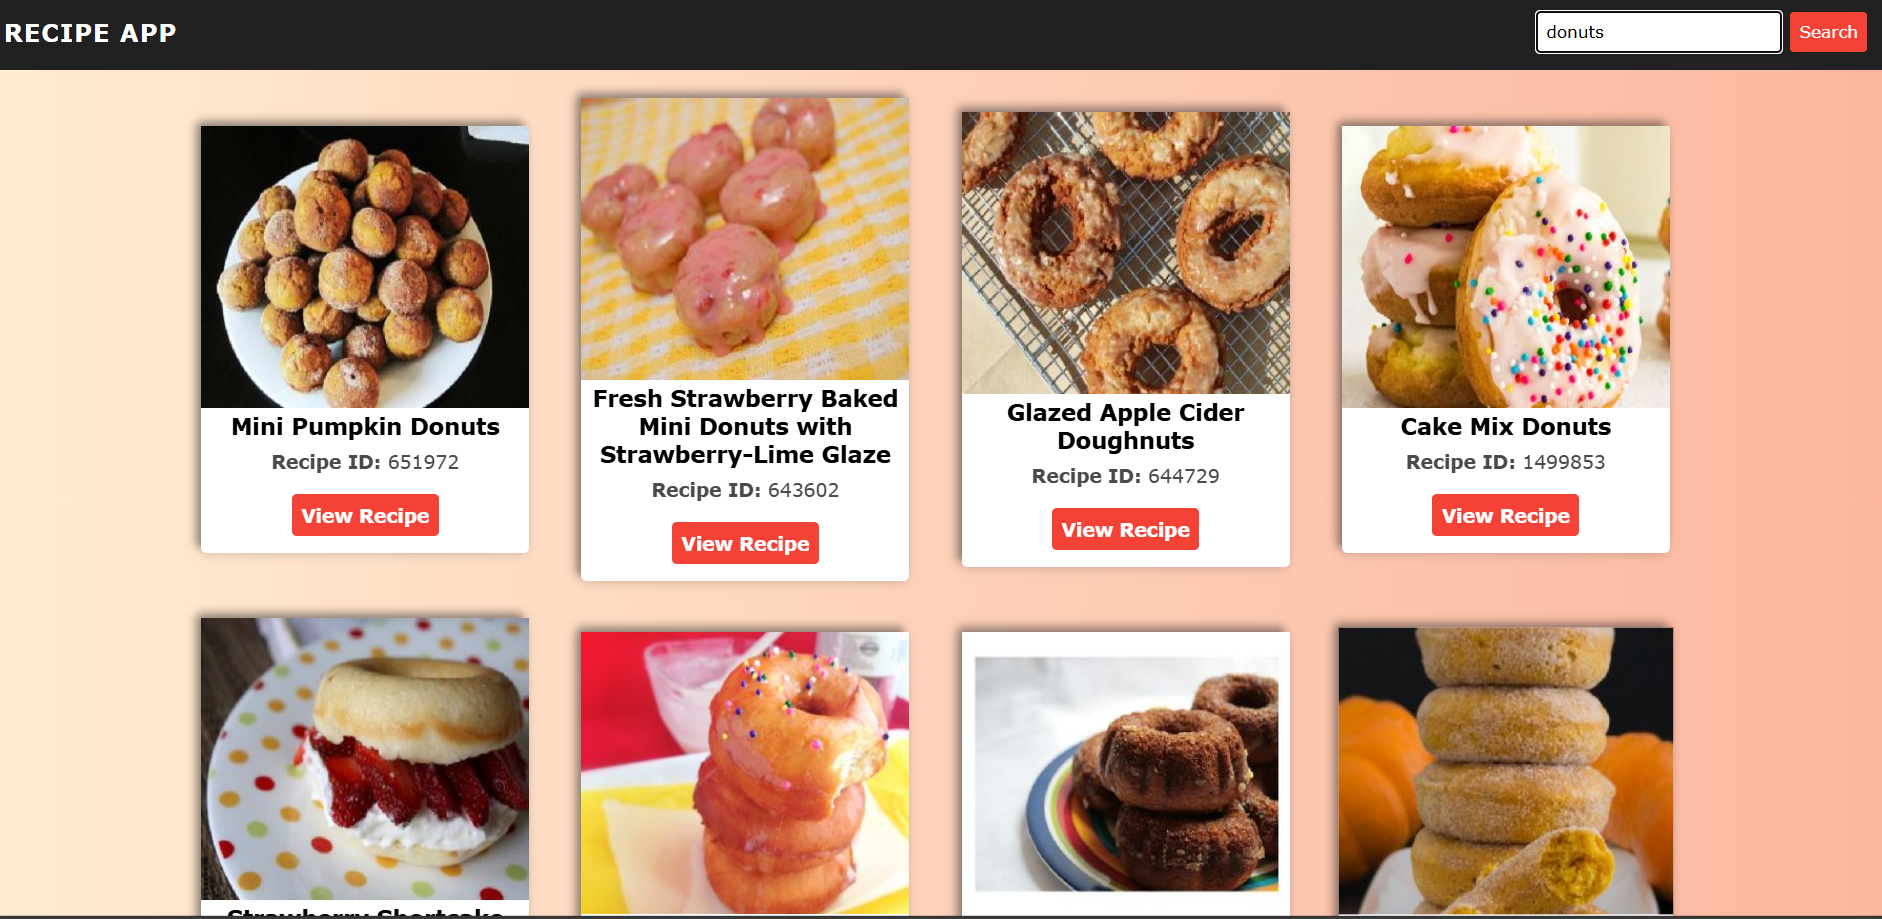 RECIPE APP
donuts
Search
Mini Pumpkin Donuts
Recipe ID: 651972
View Recipe
Fresh Strawberry Baked
Mini Donuts with
Strawberry-Lime Glaze
Recipe ID: 643602
View Recipe
Glazed Apple Cider
Doughnuts
Recipe ID: 644729
View Recipe
Cake Mix Donuts
Recipe ID: 1499853
View Recipe
Strawberry Shortcake